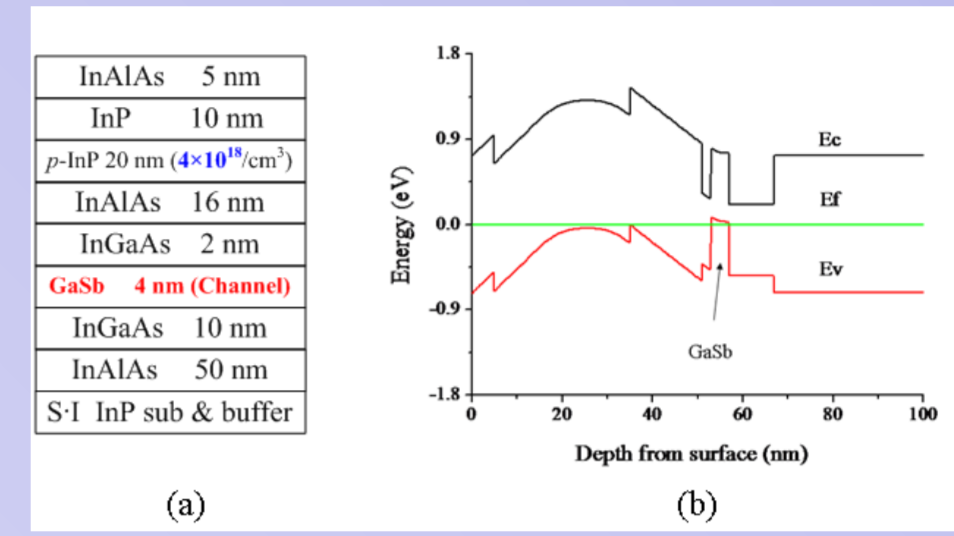 InAlAs 5 nm
InP 10 nm
p-InP 20 nm (4×10¹⁸/cm³)
InAlAs 16 nm
InGaAs 2 nm
GaSb 4 nm (Channel)
InGaAs 10 nm
InAlAs 50 nm
S·I InP sub & buffer
(a)
Energy (eV)
1.8
0.9
0.0
-0.9
-1.8
Ec
Ef
Ev
GaSb
0 20 40 60 80 100
Depth from surface (nm)
(b)